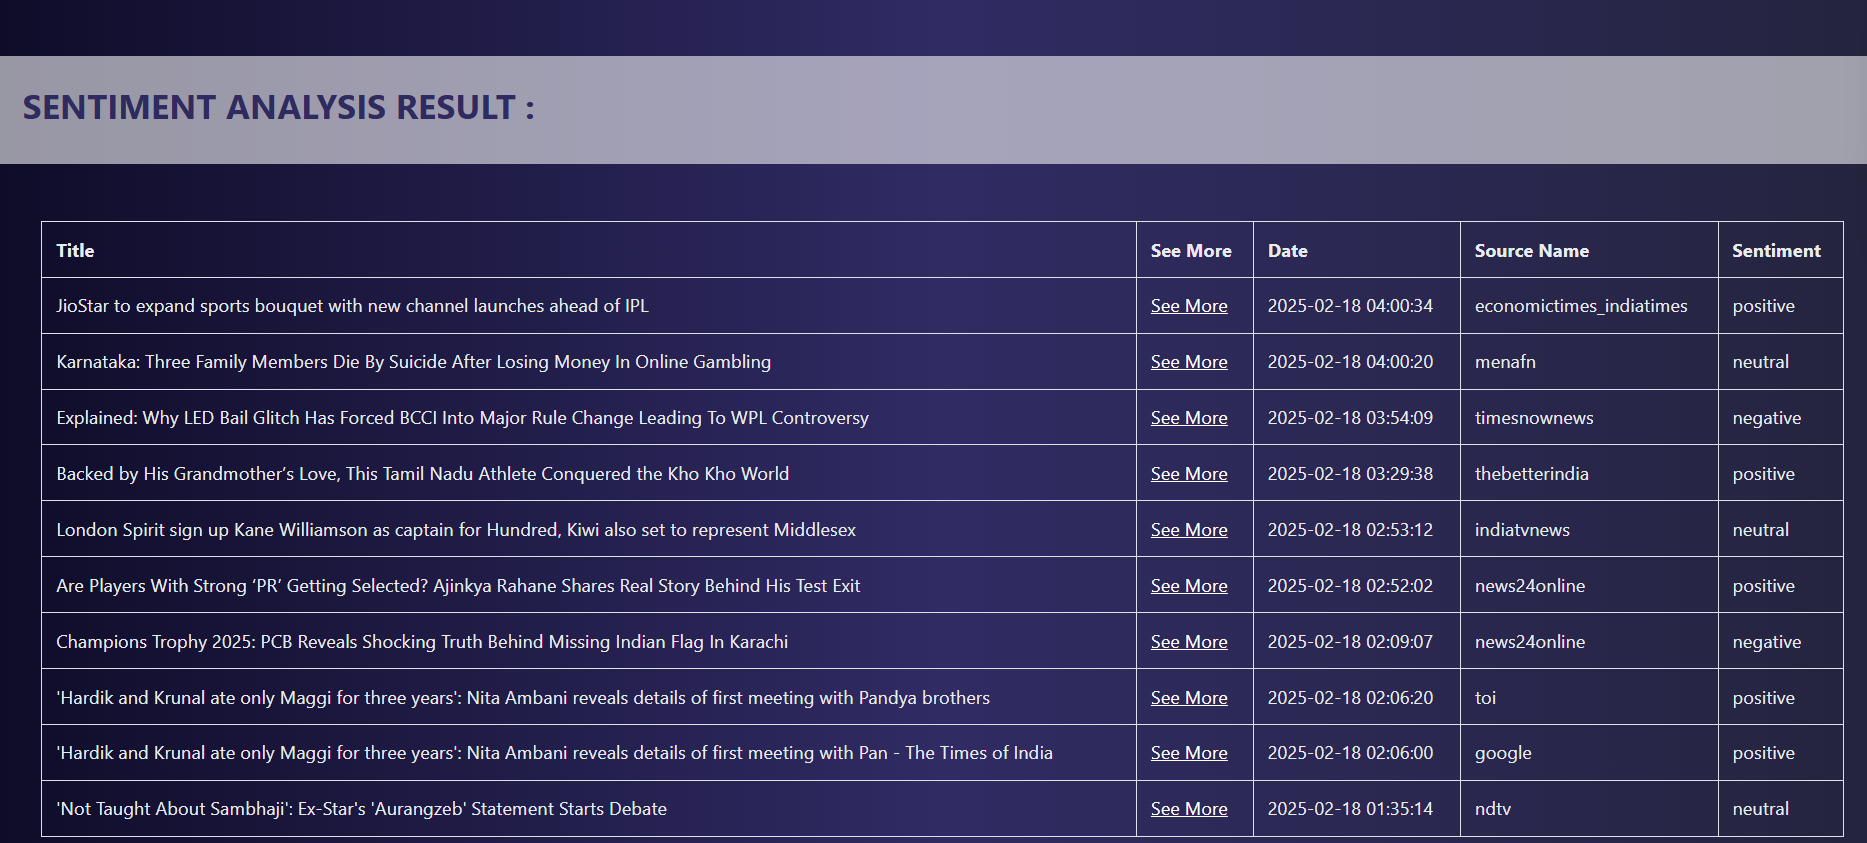 SENTIMENT ANALYSIS RESULT :
Title See More Date Source Name Sentiment
JioStar to expand sports bouquet with new channel launches ahead of IPL See More 2025-02-18 04:00:34 economictimes_indiatimes positive
Karnataka: Three Family Members Die By Suicide After Losing Money In Online Gambling See More 2025-02-18 04:00:20 menafn neutral
Explained: Why LED Bail Glitch Has Forced BCCI Into Major Rule Change Leading To WPL Controversy See More 2025-02-18 03:54:09 timesnownews negative
Backed by His Grandmother’s Love, This Tamil Nadu Athlete Conquered the Kho Kho World See More 2025-02-18 03:29:38 thebetterindia positive
London Spirit sign up Kane Williamson as captain for Hundred, Kiwi also set to represent Middlesex See More 2025-02-18 02:53:12 indiatvnews neutral
Are Players With Strong ‘PR’ Getting Selected? Ajinkya Rahane Shares Real Story Behind His Test Exit See More 2025-02-18 02:52:02 news24online positive
Champions Trophy 2025: PCB Reveals Shocking Truth Behind Missing Indian Flag In Karachi See More 2025-02-18 02:09:07 news24online negative
'Hardik and Krunal ate only Maggi for three years': Nita Ambani reveals details of first meeting with Pandya brothers See More 2025-02-18 02:06:20 toi positive
'Hardik and Krunal ate only Maggi for three years': Nita Ambani reveals details of first meeting with Pan - The Times of India See More 2025-02-18 02:06:00 google positive
'Not Taught About Sambhaji': Ex-Star's 'Aurangzeb' Statement Starts Debate See More 2025-02-18 01:35:14 ndtv neutral